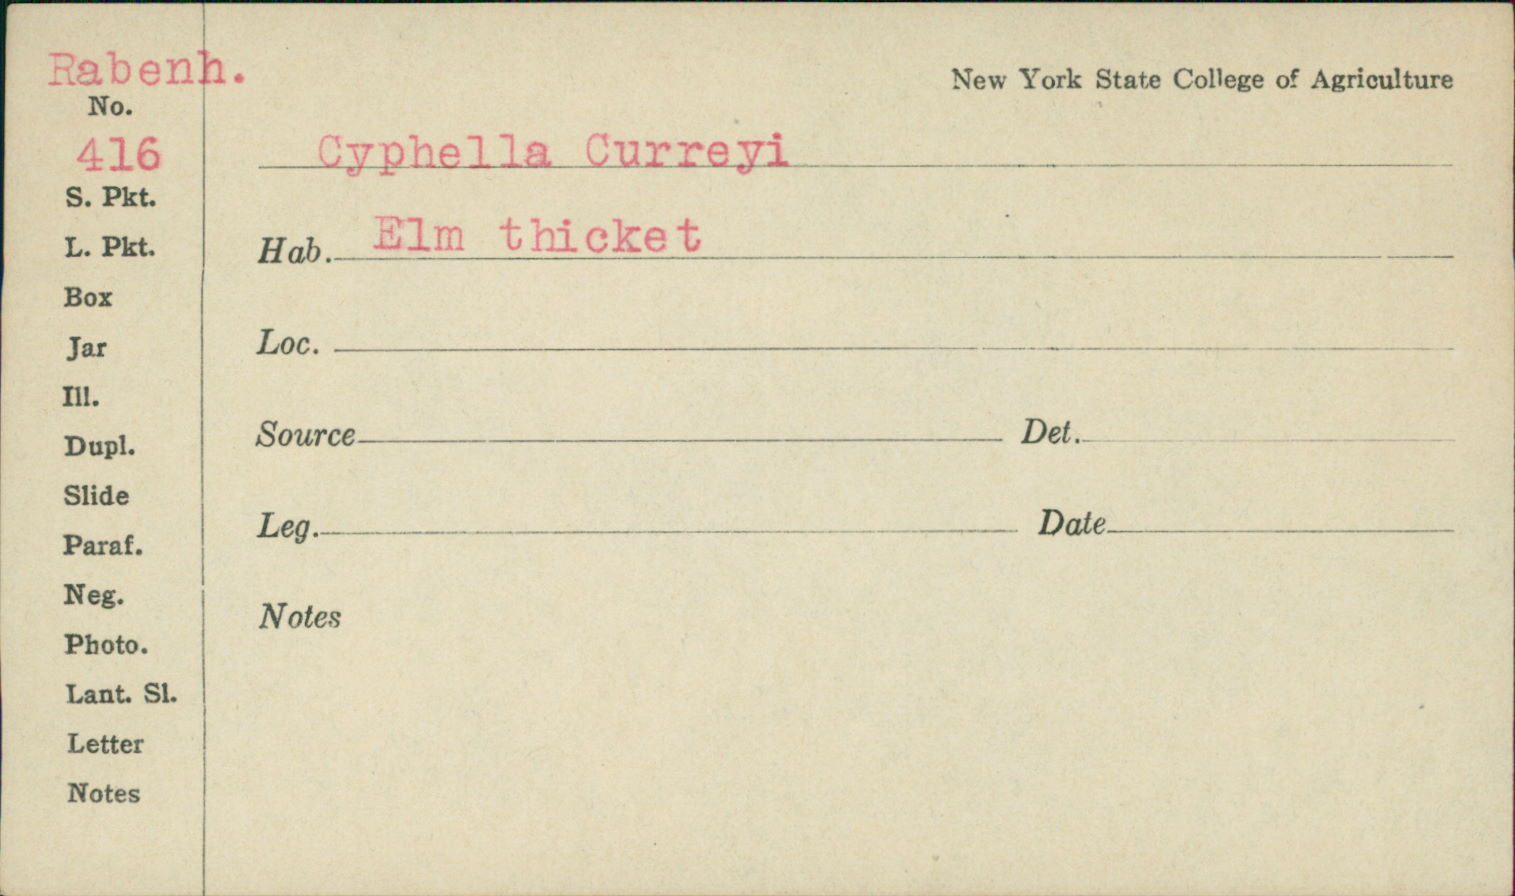 Rabenh.
New York State College of Agriculture
No.
416
Cyphella Curreyi
S. Pkt.
Hab. Elm thicket
L. Pkt.
Box
Loc.
Jar
Ill.
Source Det.
Dupl.
Slide
Leg. Date
Paraf.
Neg.
Notes
Photo.
Lant. Sl.
Letter
Notes